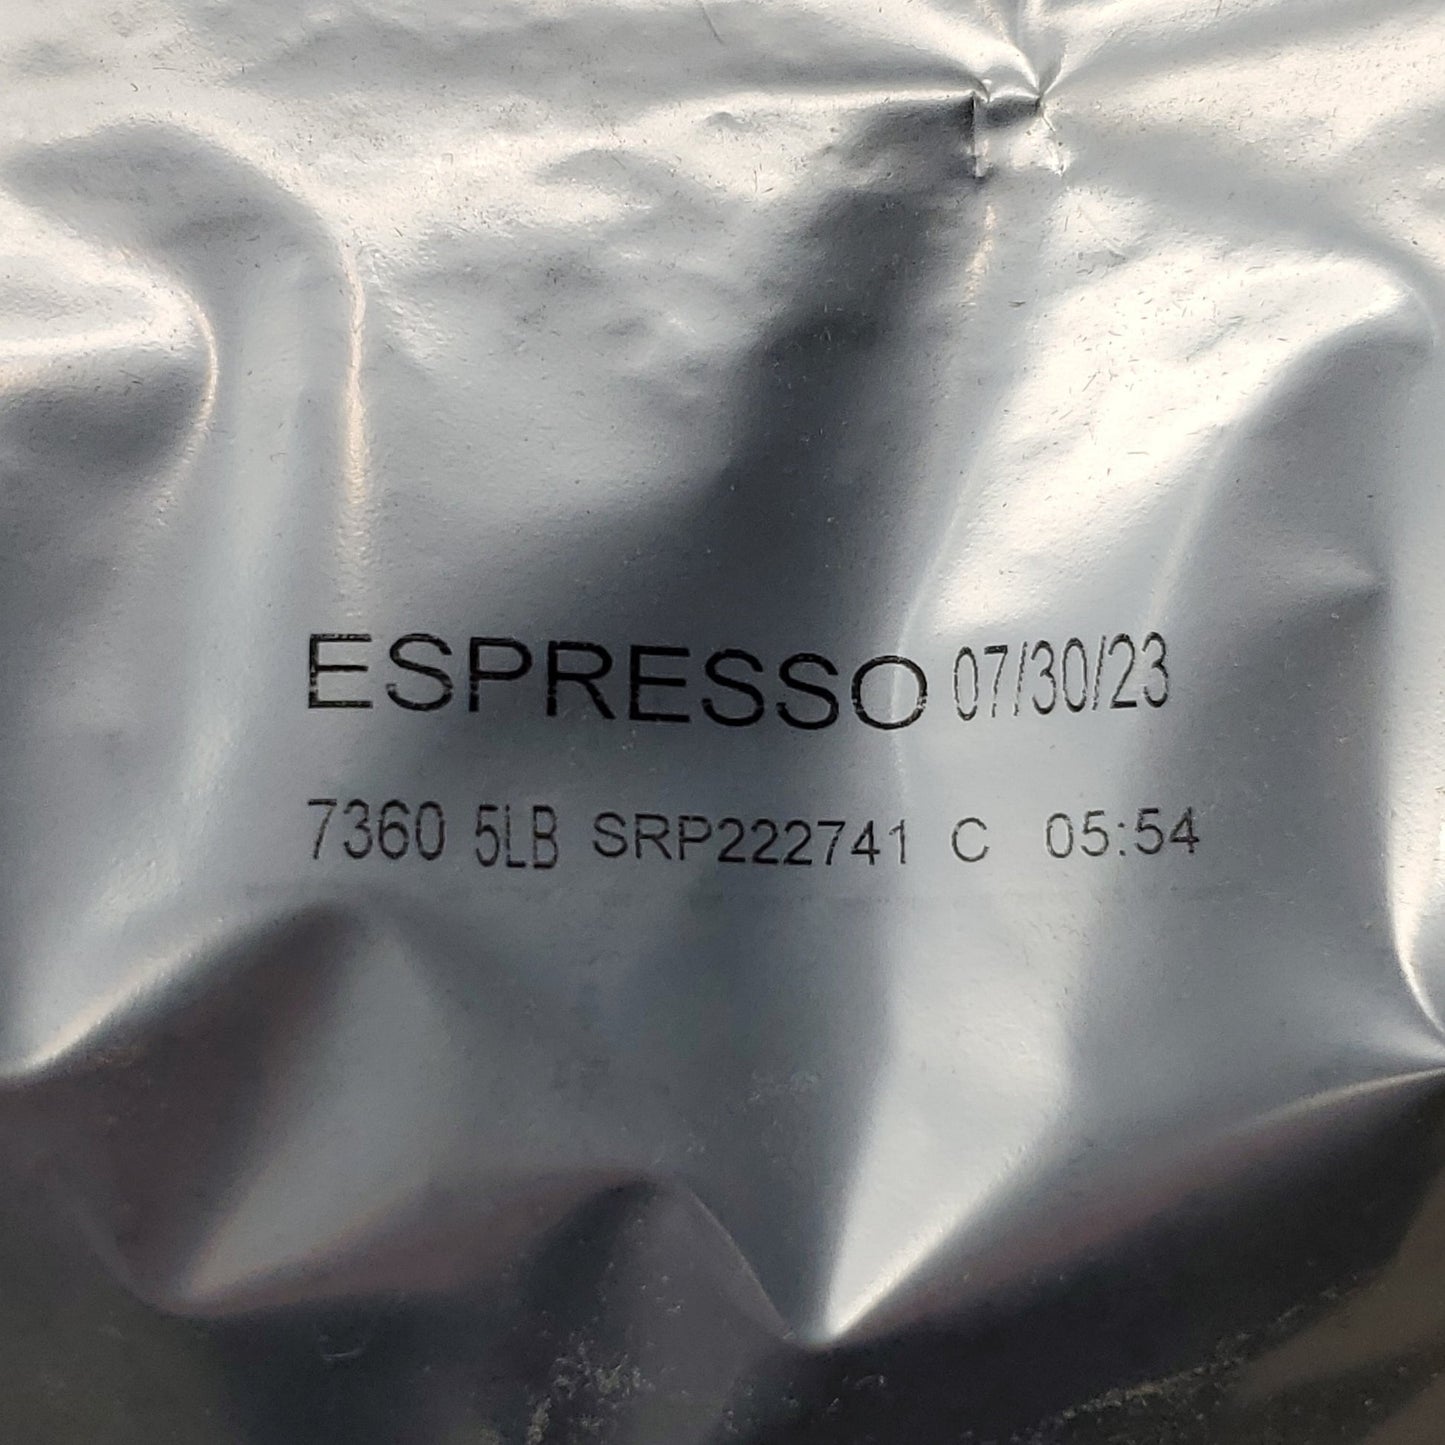 ESPRESSO 07/30/23
7360 5LB SRP222741 C 05:54